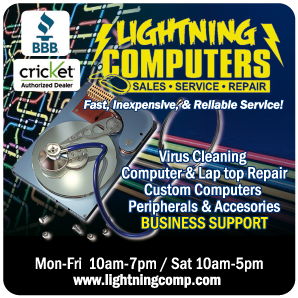 BBB
cricket
AUTHORIZED DEALER
LIGHTNING
COMPUTERS
SALES • SERVICE • REPAIR
Fast, Inexpensive, & Reliable Service!
Virus Cleaning
Computer & Lap top Repair
Custom Computers
Peripherals & Accesories
BUSINESS SUPPORT
Mon-Fri 10am-7pm / Sat 10am-5pm
www.lightningcomp.com